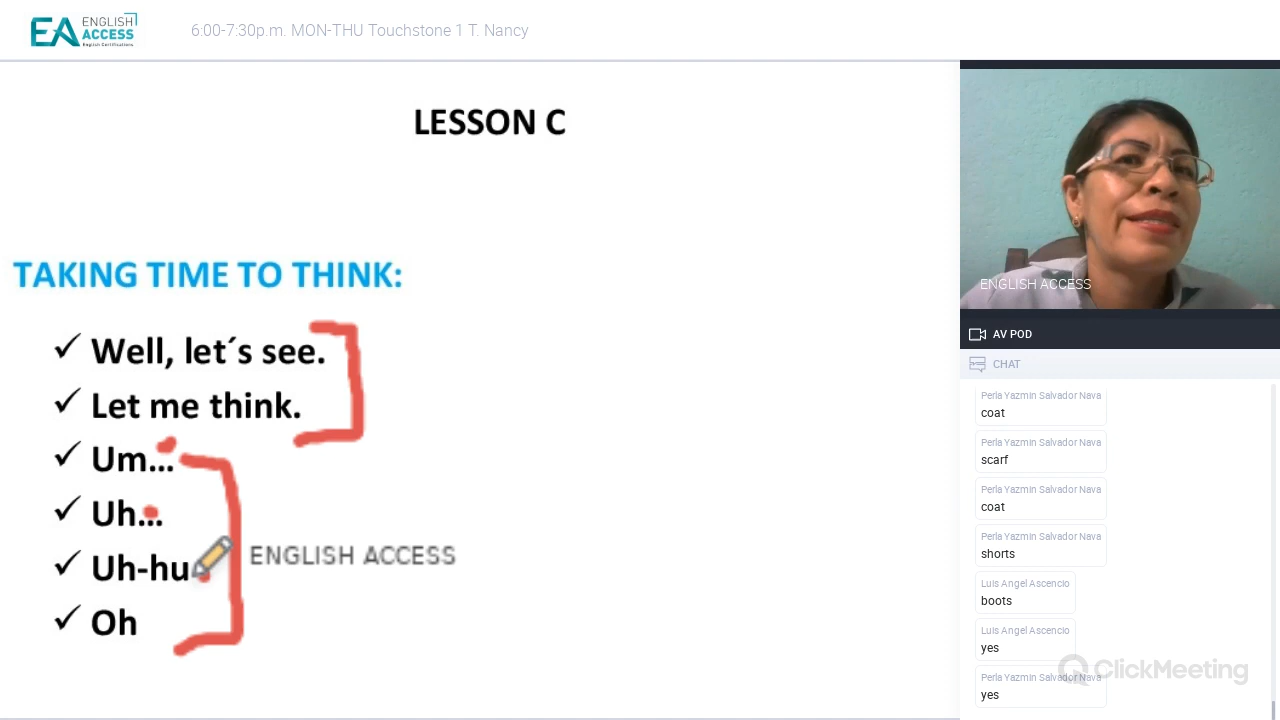 EA ENGLISH ACCESS
English Certifications
6:00-7:30p.m. MON-THU Touchstone 1 T. Nancy
LESSON C
TAKING TIME TO THINK:
✓ Well, let´s see.
✓ Let me think.
✓ Um...
✓ Uh...
✓ Uh-hu
✓ Oh
ENGLISH ACCESS
ENGLISH ACCESS
AV POD
CHAT
Perla Yazmin Salvador Nava
coat
Perla Yazmin Salvador Nava
scarf
Perla Yazmin Salvador Nava
coat
Perla Yazmin Salvador Nava
shorts
Luis Angel Ascencio
boots
Luis Angel Ascencio
yes
Perla Yazmin Salvador Nava
yes
ClickMeeting